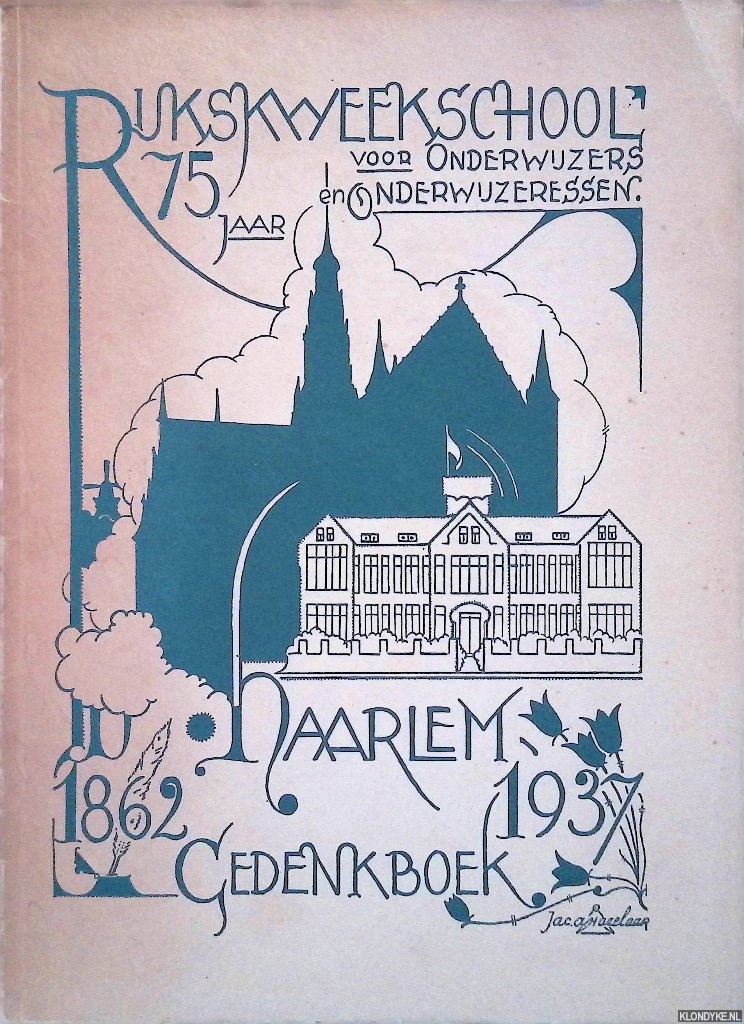 RIJKSKWEEKSCHOOL
75 VOOR ONDERWIJZERS
JAAR en ONDERWIJZERESSEN.
HAARLEM
1862 1937
GEDENKBOEK
KLONDYKE.NL